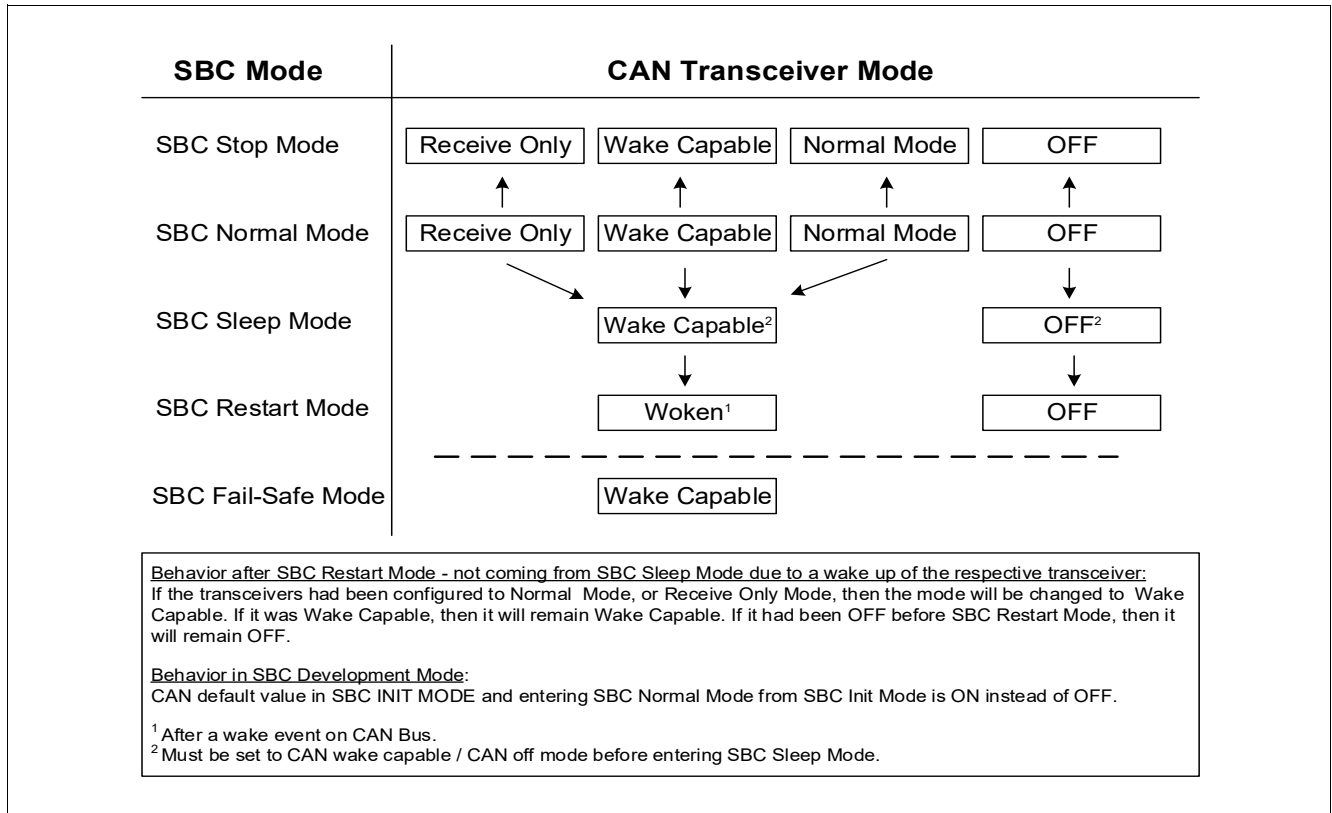 SBC Mode CAN Transceiver Mode
SBC Stop Mode Receive Only Wake Capable Normal Mode OFF
SBC Normal Mode Receive Only Wake Capable Normal Mode OFF
SBC Sleep Mode Wake Capable² OFF²
SBC Restart Mode Woken¹ OFF
SBC Fail-Safe Mode Wake Capable
Behavior after SBC Restart Mode - not coming from SBC Sleep Mode due to a wake up of the respective transceiver:
If the transceivers had been configured to Normal Mode, or Receive Only Mode, then the mode will be changed to Wake
Capable. If it was Wake Capable, then it will remain Wake Capable. If it had been OFF before SBC Restart Mode, then it
will remain OFF.
Behavior in SBC Development Mode:
CAN default value in SBC INIT MODE and entering SBC Normal Mode from SBC Init Mode is ON instead of OFF.
¹ After a wake event on CAN Bus.
² Must be set to CAN wake capable / CAN off mode before entering SBC Sleep Mode.